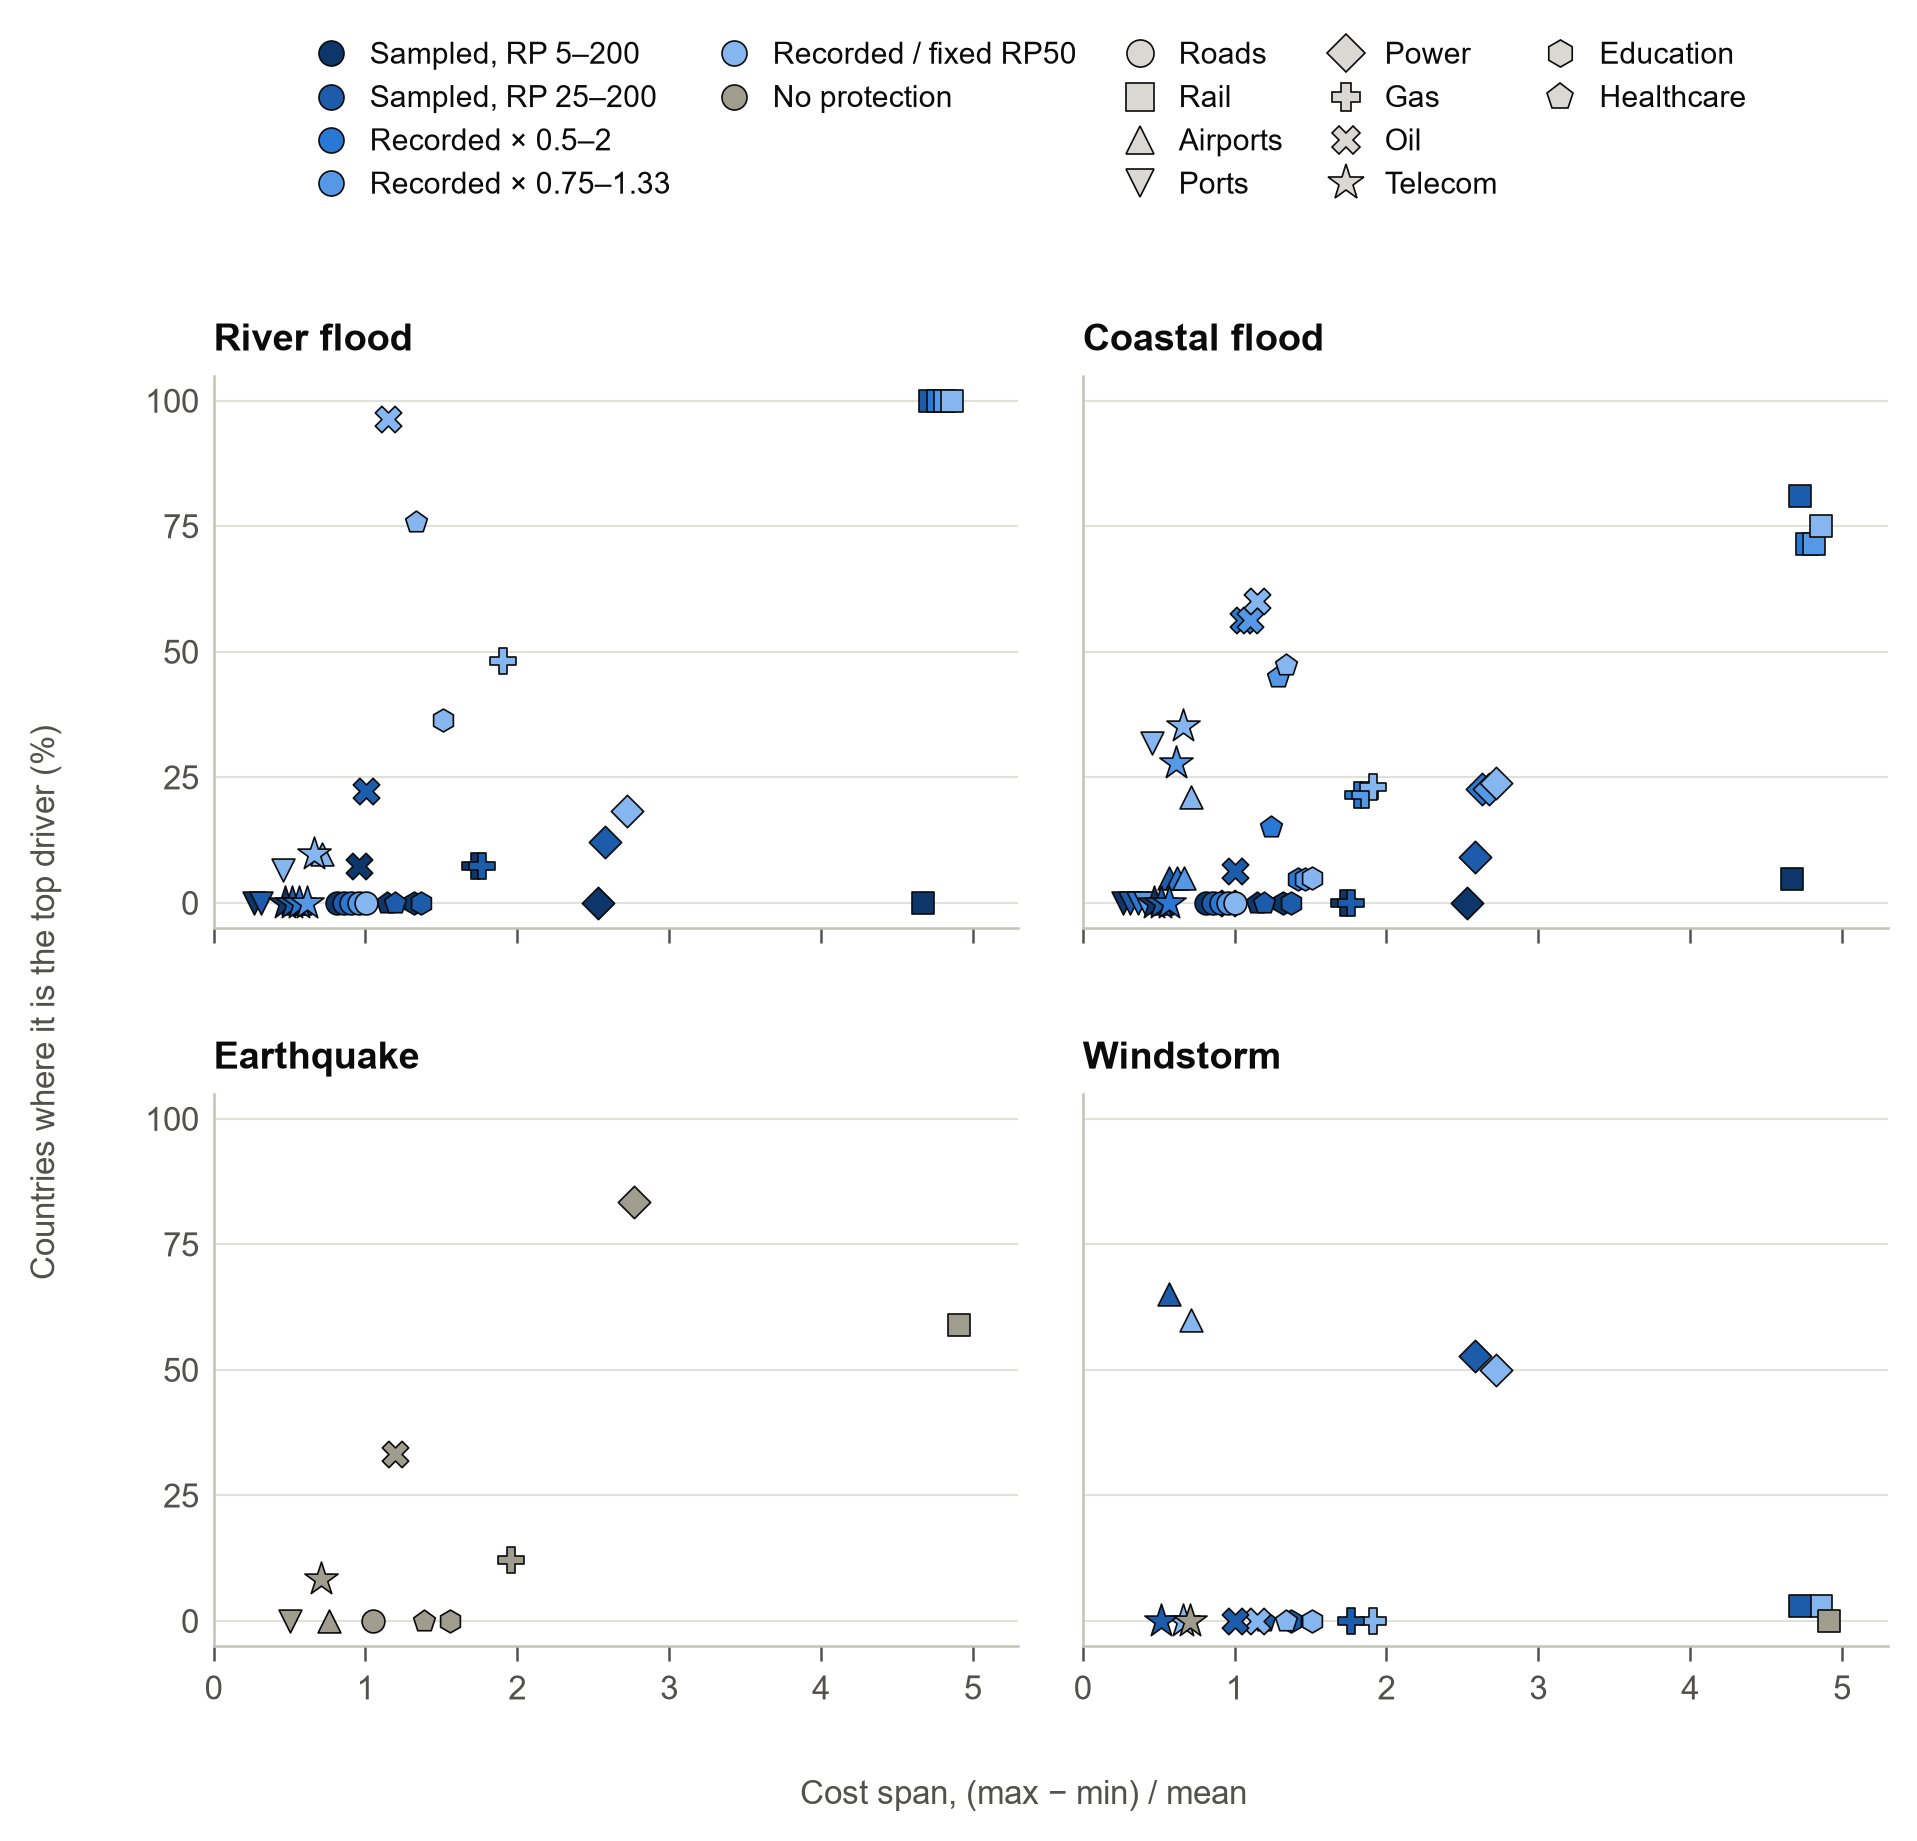 Sampled, RP 5–200
Sampled, RP 25–200
Recorded × 0.5–2
Recorded × 0.75–1.33
Recorded / fixed RP50
No protection
Roads
Rail
Airports
Ports
Power
Gas
Oil
Telecom
Education
Healthcare
River flood
Coastal flood
100
75
50
25
0
Earthquake
Windstorm
100
75
50
25
0
0 1 2 3 4 5
0 1 2 3 4 5
Countries where it is the top driver (%)
Cost span, (max − min) / mean